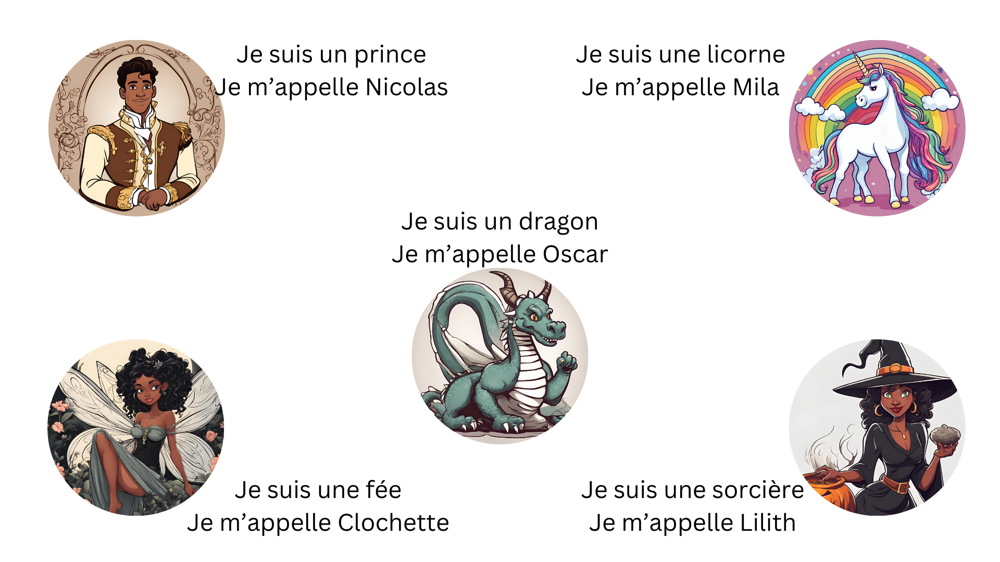 Je suis un prince
Je m’appelle Nicolas
Je suis une licorne
Je m’appelle Mila
Je suis un dragon
Je m’appelle Oscar
Je suis une fée
Je m’appelle Clochette
Je suis une sorcière
Je m’appelle Lilith